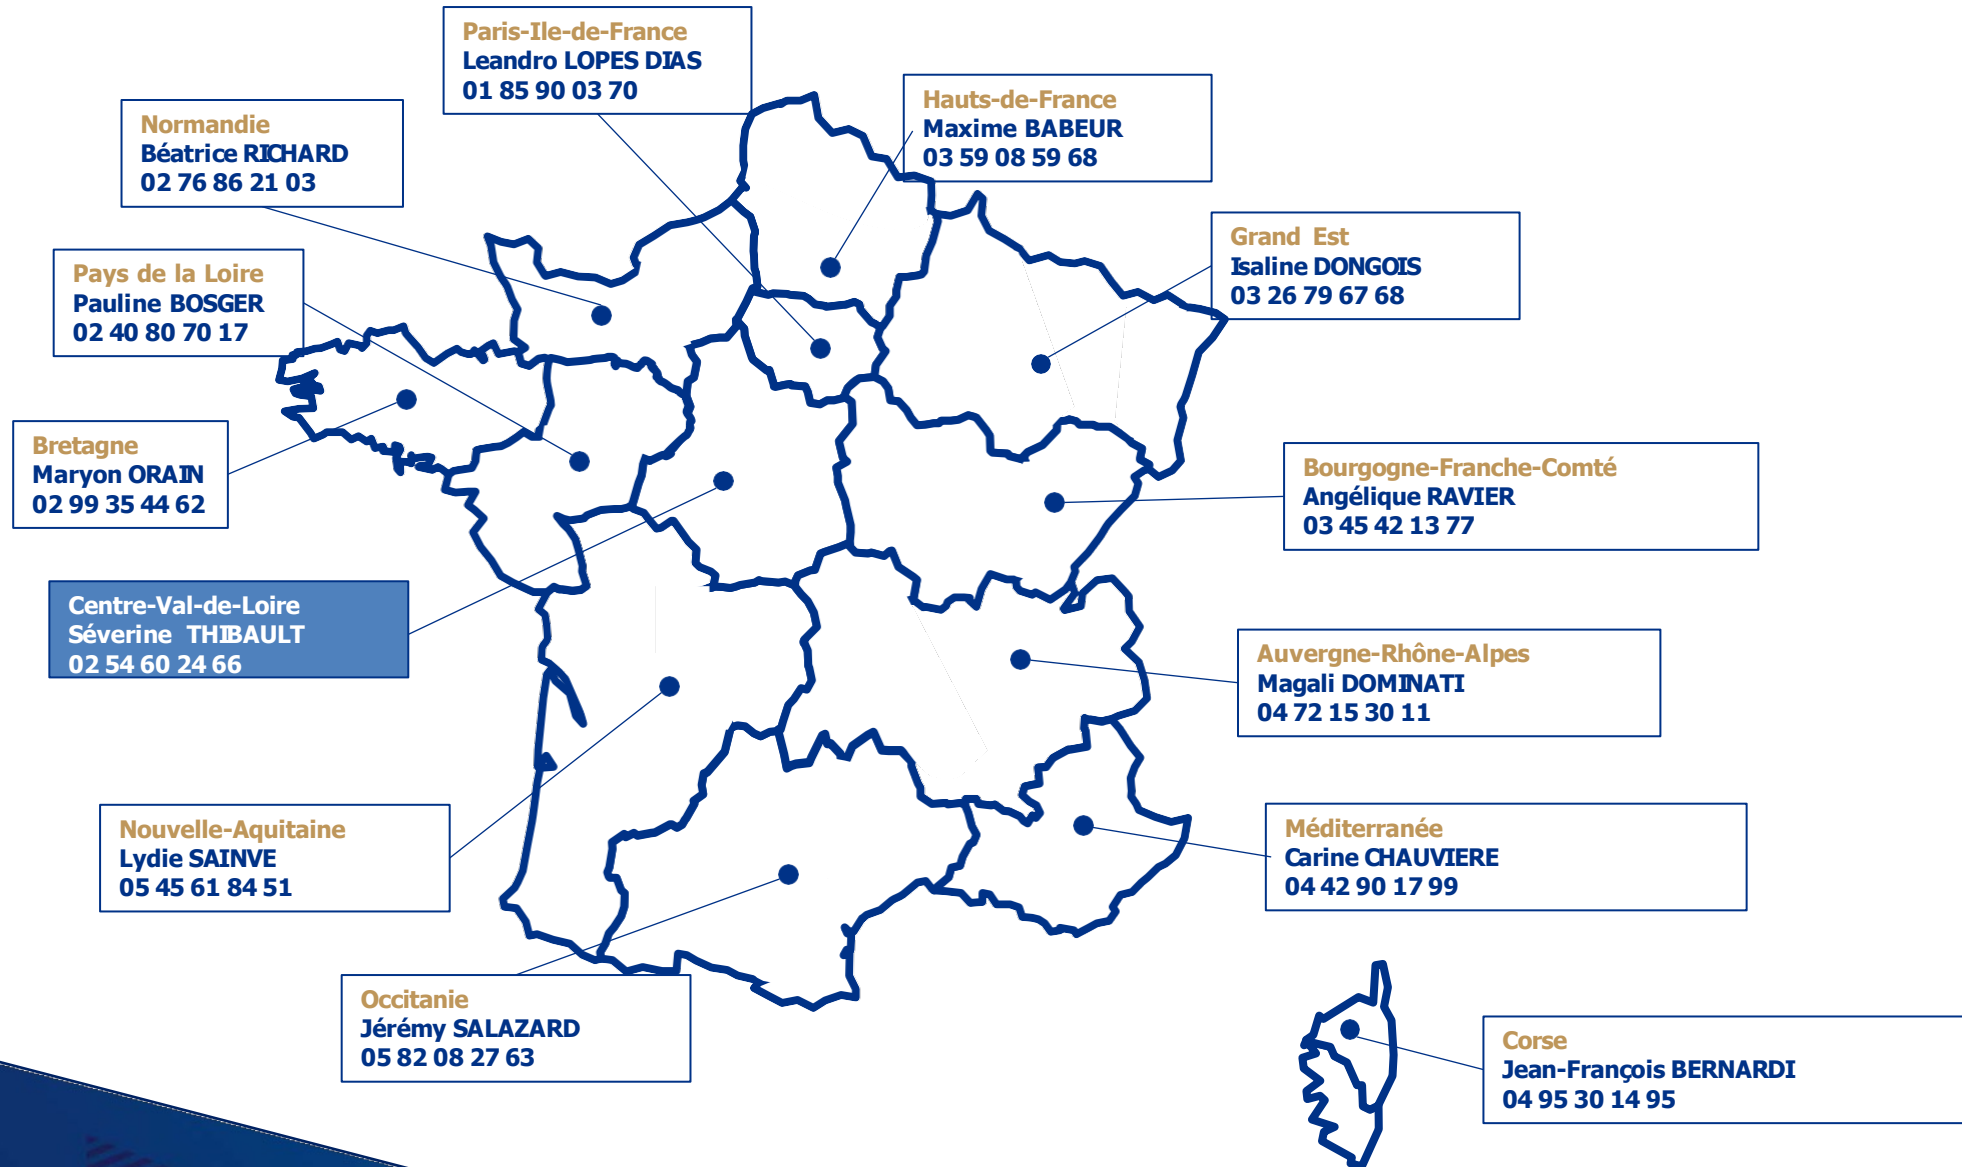 Paris-Ile-de-France
Leandro LOPES DIAS
01 85 90 03 70
Hauts-de-France
Maxime BABEUR
03 59 08 59 68
Normandie
Béatrice RICHARD
02 76 86 21 03
Grand Est
Isaline DONGOIS
03 26 79 67 68
Pays de la Loire
Pauline BOSGER
02 40 80 70 17
Bretagne
Maryon ORAIN
02 99 35 44 62
Bourgogne-Franche-Comté
Angélique RAVIER
03 45 42 13 77
Centre-Val-de-Loire
Séverine THIBAULT
02 54 60 24 66
Auvergne-Rhône-Alpes
Magali DOMINATI
04 72 15 30 11
Nouvelle-Aquitaine
Lydie SAINVE
05 45 61 84 51
Méditerranée
Carine CHAUVIERE
04 42 90 17 99
Occitanie
Jérémy SALAZARD
05 82 08 27 63
Corse
Jean-François BERNARDI
04 95 30 14 95